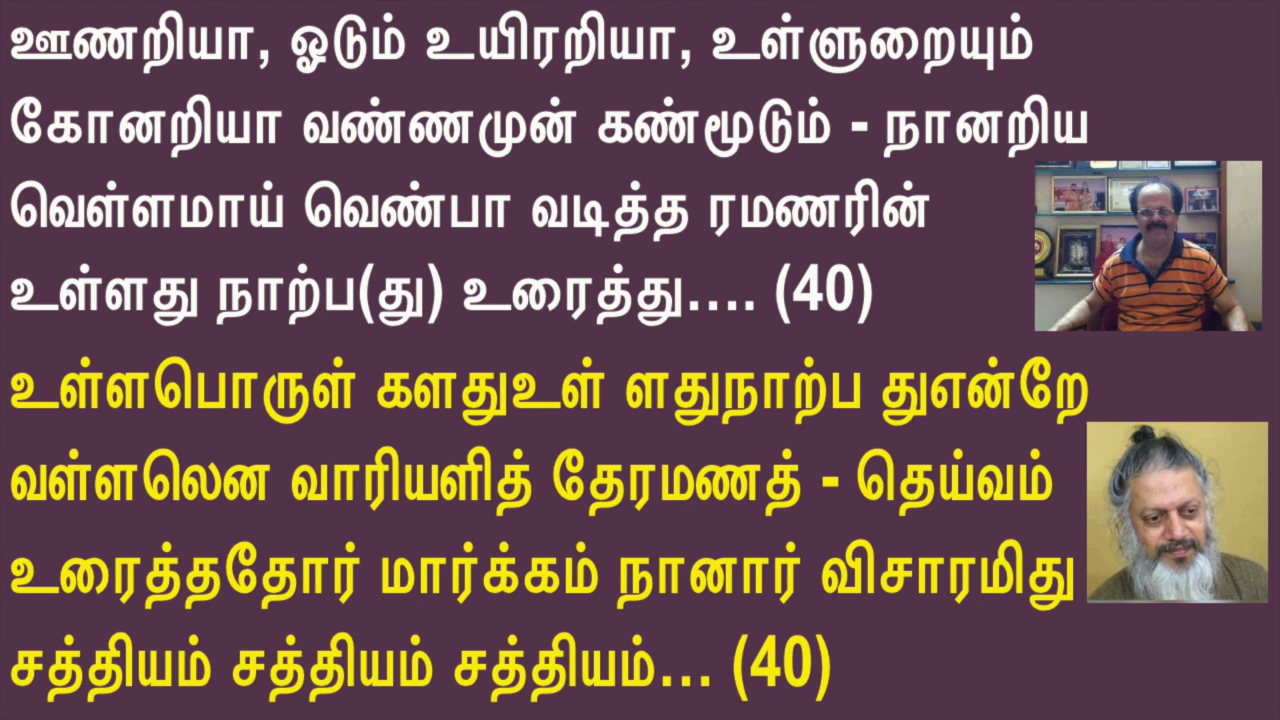 ஊணறியா, ஓடும் உயிரறியா, உள்ளுறையும்
கோனறியா வண்ணமுன் கண்மூடும் - நானறிய
வெள்ளமாய் வெண்பா வடித்த ரமணரின்
உள்ளது நாற்ப(து) உரைத்து.... (40)
உள்ளபொருள் களதுஉள் ளதுநாற்ப துஎன்றே
வள்ளலென வாரியளித் தேரமணத் - தெய்வம்
உரைத்ததோர் மார்க்கம் நானார் விசாரமிது
சத்தியம் சத்தியம் சத்தியம்... (40)